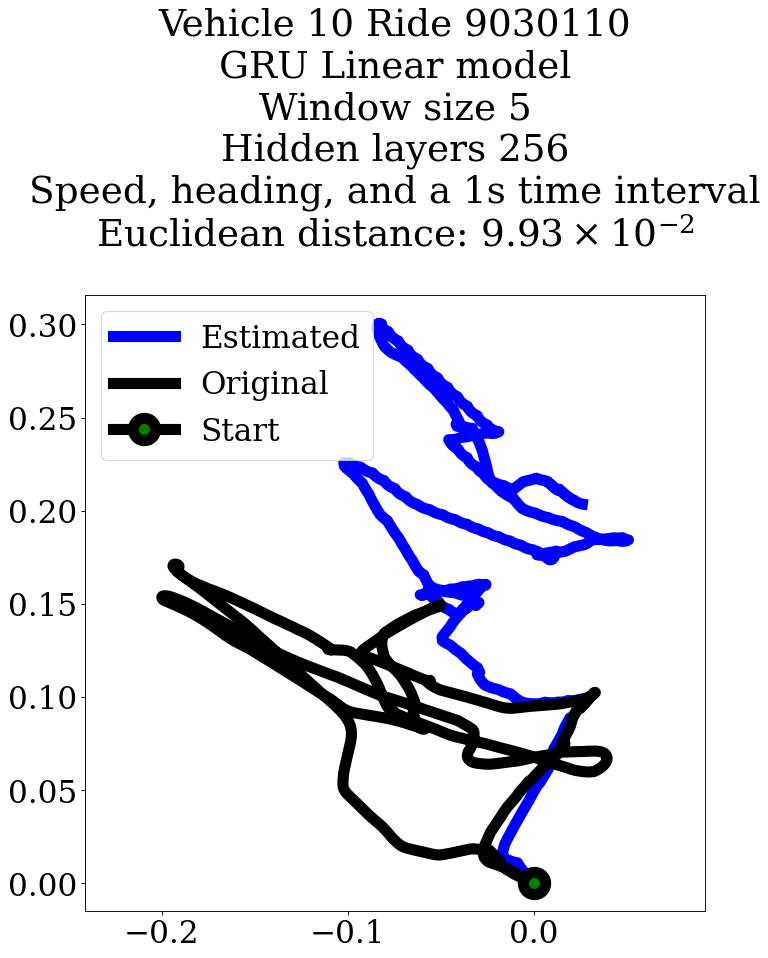 Vehicle 10 Ride 9030110
GRU Linear model
Window size 5
Hidden layers 256
Speed, heading, and a 1s time interval
Euclidean distance: 9.93 × 10⁻²
Estimated
Original
Start
0.30
0.25
0.20
0.15
0.10
0.05
0.00
−0.2 −0.1 0.0